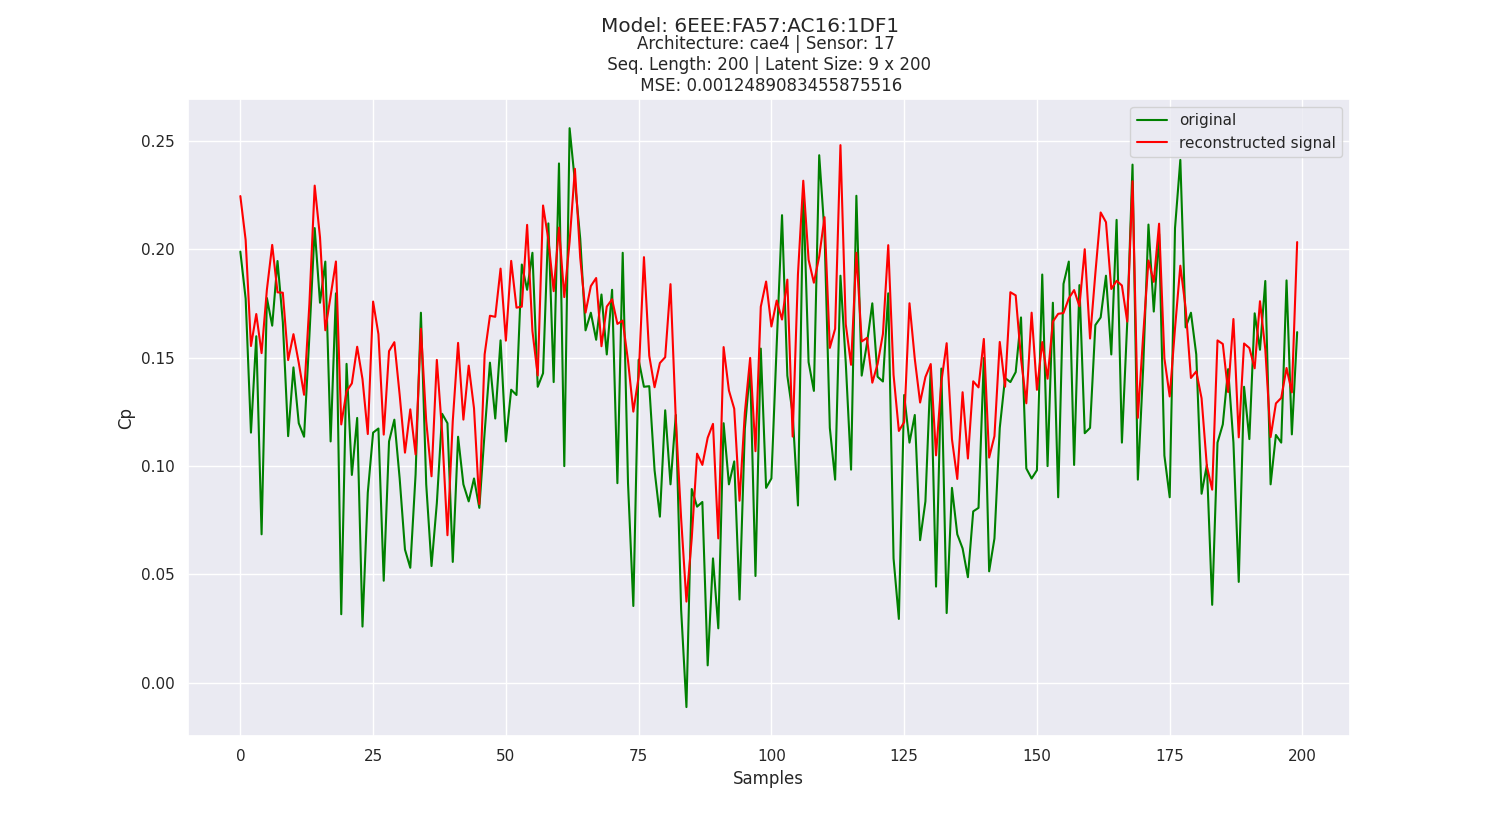 Model: 6EEE:FA57:AC16:1DF1
Architecture: cae4 | Sensor: 17
Seq. Length: 200 | Latent Size: 9 x 200
MSE: 0.0012489083455875516
original
reconstructed signal
0.25
0.20
0.15
0.10
0.05
0.00
Cp
0 25 50 75 100 125 150 175 200
Samples